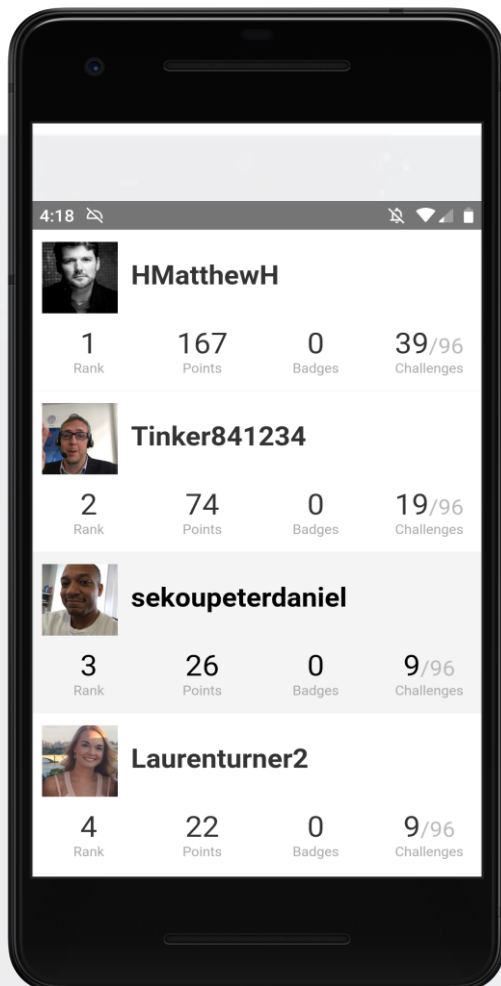 4:18
HMatthewH
1 167 0 39/96
Rank Points Badges Challenges
Tinker841234
2 74 0 19/96
Rank Points Badges Challenges
sekoupeterdaniel
3 26 0 9/96
Rank Points Badges Challenges
Laurenturner2
4 22 0 9/96
Rank Points Badges Challenges